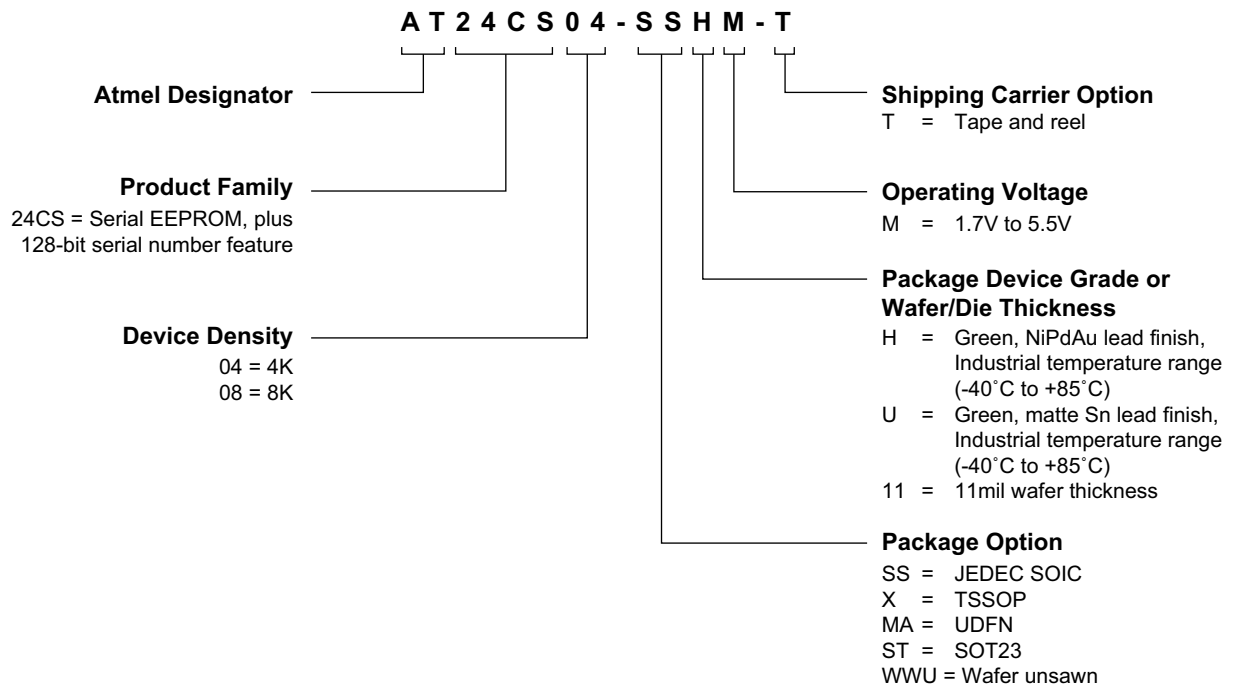 AT24CS04-SSHM-T
Atmel Designator
Product Family
24CS = Serial EEPROM, plus
128-bit serial number feature
Device Density
04 = 4K
08 = 8K
Shipping Carrier Option
T = Tape and reel
Operating Voltage
M = 1.7V to 5.5V
Package Device Grade or
Wafer/Die Thickness
H = Green, NiPdAu lead finish,
Industrial temperature range
(-40˚C to +85˚C)
U = Green, matte Sn lead finish,
Industrial temperature range
(-40˚C to +85˚C)
11 = 11mil wafer thickness
Package Option
SS = JEDEC SOIC
X = TSSOP
MA = UDFN
ST = SOT23
WWU = Wafer unsawn